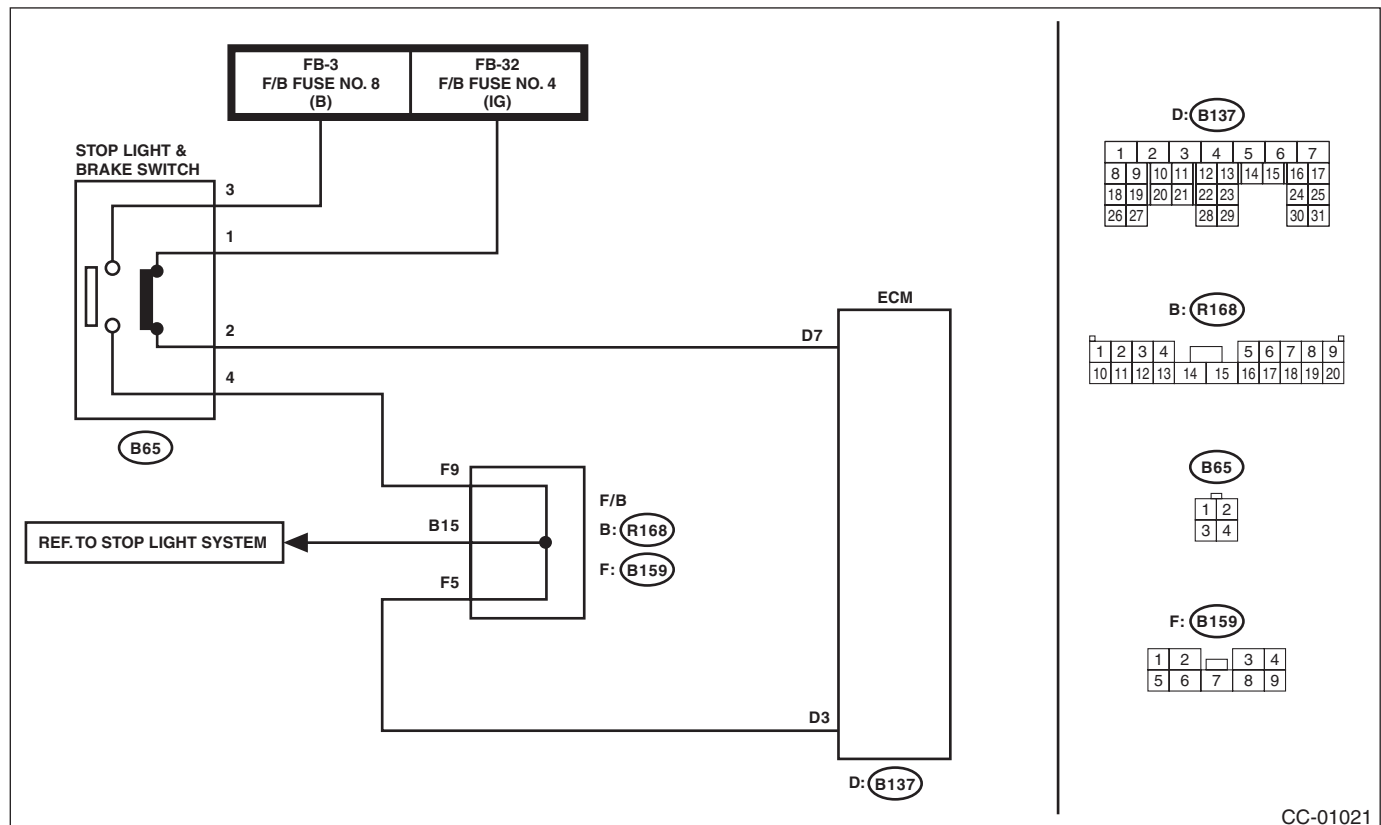 FB-3
F/B FUSE NO. 8
(B)
FB-32
F/B FUSE NO. 4
(IG)
STOP LIGHT &
BRAKE SWITCH
3
1
2
4
B65
D7
ECM
F9
B15
F5
F/B
B: R168
F: B159
REF. TO STOP LIGHT SYSTEM
D3
D: B137
D: B137
1 2 3 4 5 6 7
8 9 10 11 12 13 14 15 16 17
18 19 20 21 22 23 24 25
26 27 28 29 30 31
B: R168
1 2 3 4 5 6 7 8 9
10 11 12 13 14 15 16 17 18 19 20
B65
1 2
3 4
F: B159
1 2 3 4
5 6 7 8 9
CC-01021